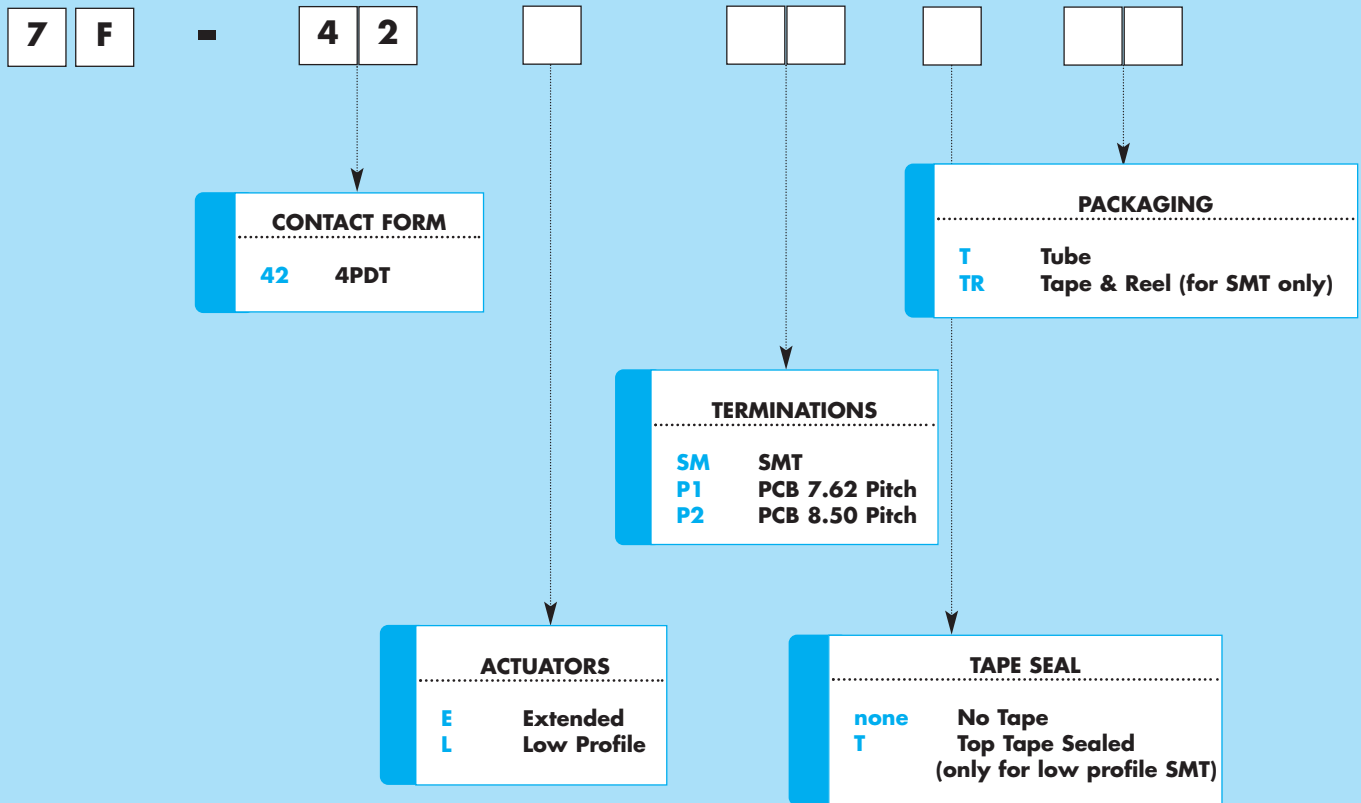 7 F - 4 2
CONTACT FORM
42 4PDT
PACKAGING
T Tube
TR Tape & Reel (for SMT only)
TERMINATIONS
SM SMT
P1 PCB 7.62 Pitch
P2 PCB 8.50 Pitch
ACTUATORS
E Extended
L Low Profile
TAPE SEAL
none No Tape
T Top Tape Sealed
(only for low profile SMT)